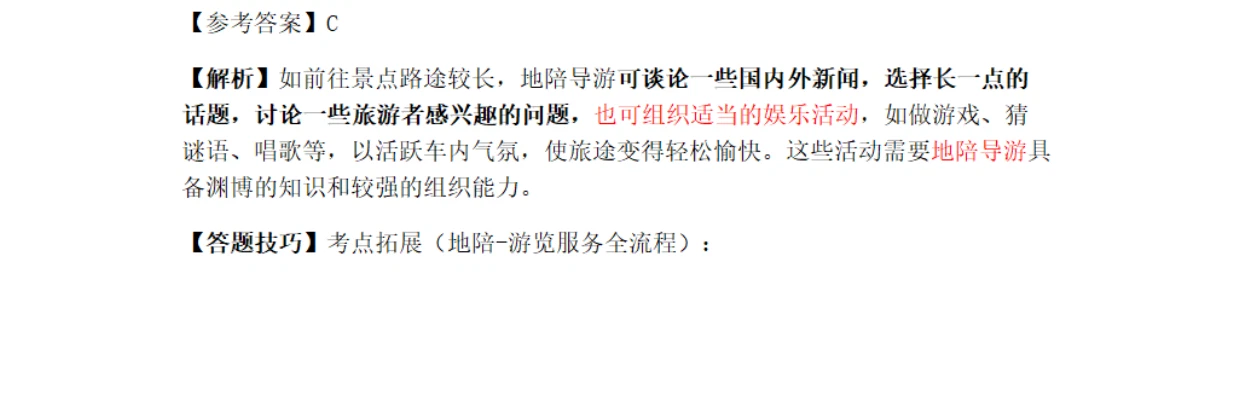 【参考答案】C
【解析】如前往景点路途较长，地陪导游可谈论一些国内外新闻，选择长一点的
话题，讨论一些旅游者感兴趣的问题，也可组织适当的娱乐活动，如做游戏、猜
谜语、唱歌等，以活跃车内气氛，使旅途变得轻松愉快。这些活动需要地陪导游具
备渊博的知识和较强的组织能力。
【答题技巧】考点拓展（地陪-游览服务全流程）：